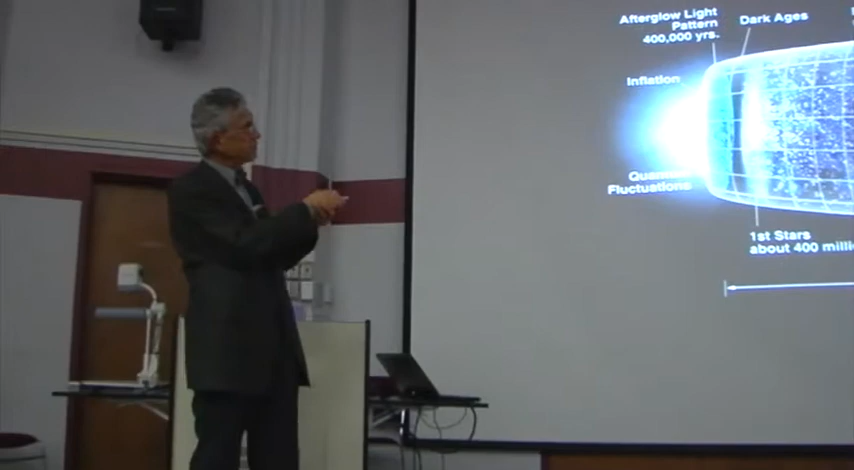 Afterglow Light
Pattern
400,000 yrs.
Dark Ages
Inflation
Fluctuations
1st Stars
about 400